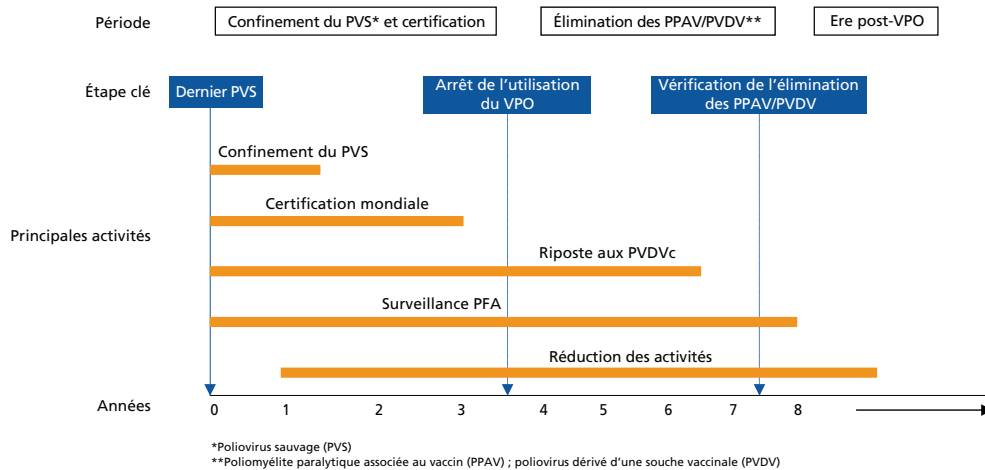 Période
Confinement du PVS* et certification
Élimination des PPAV/PVDV**
Ere post-VPO
Étape clé
Dernier PVS
Arrêt de l'utilisation
du VPO
Vérification de l'élimination
des PPAV/PVDV
Principales activités
Confinement du PVS
Certification mondiale
Riposte aux PVDVc
Surveillance PFA
Réduction des activités
Années
0 1 2 3 4 5 6 7 8
*Poliovirus sauvage (PVS)
**Poliomyélite paralytique associée au vaccin (PPAV) ; poliovirus dérivé d'une souche vaccinale (PVDV)